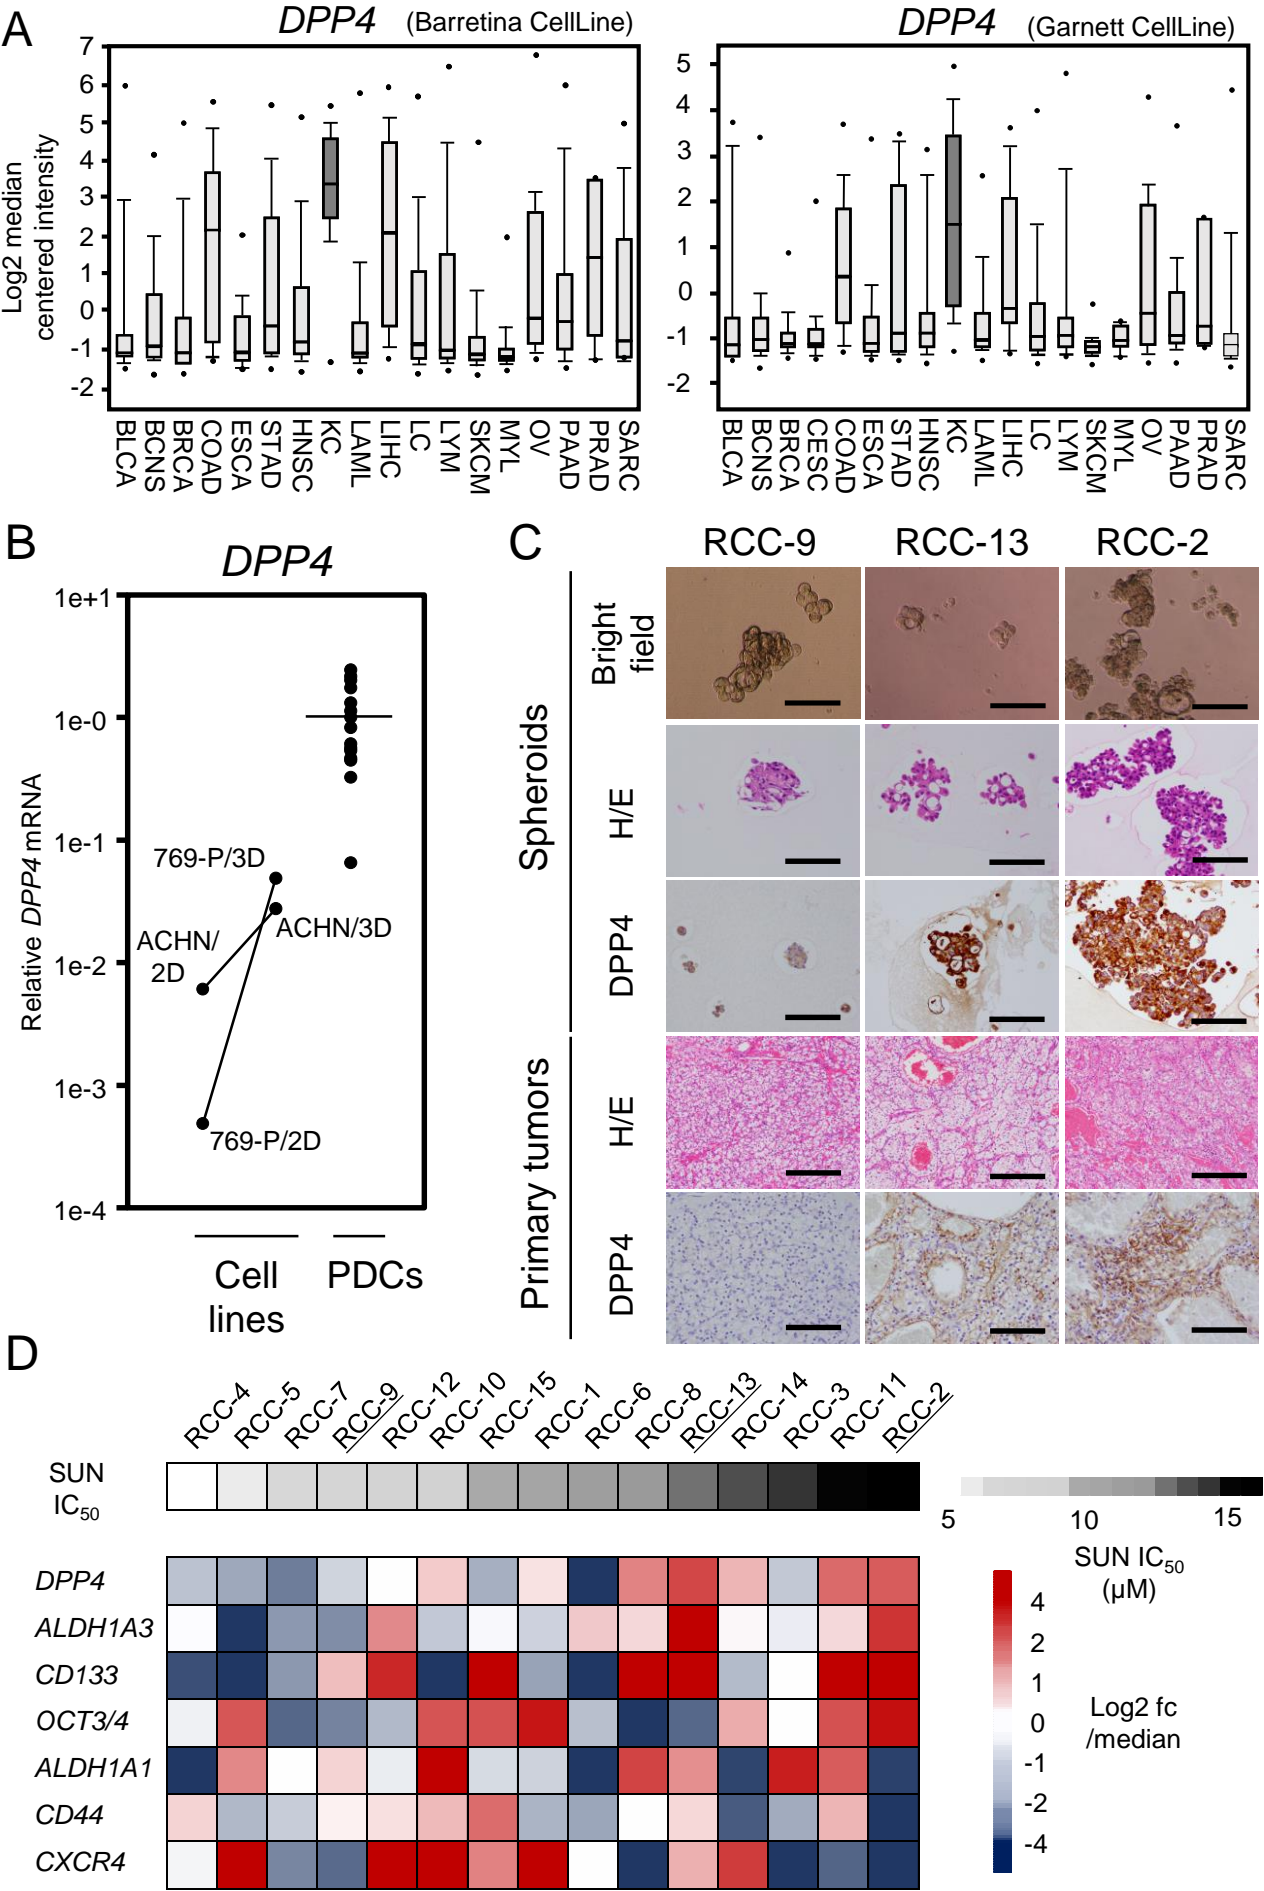 A
DPP4 (Barretina CellLine)
DPP4 (Garnett CellLine)
Log2 median
centered intensity
7
6
5
4
3
2
1
0
-1
-2
BLCA
BCNS
BRCA
COAD
ESCA
STAD
HNSC
KC
LAML
LIHC
LC
LYM
SKCM
MYL
OV
PAAD
PRAD
SARC
5
4
3
2
1
0
-1
-2
BLCA
BCNS
BRCA
CESC
COAD
ESCA
STAD
HNSC
KC
LAML
LIHC
LC
LYM
SKCM
MYL
OV
PAAD
PRAD
SARC
B
DPP4
Relative DPP4 mRNA
1e+1
1e-0
1e-1
1e-2
1e-3
1e-4
769-P/3D
ACHN/3D
ACHN/
2D
769-P/2D
Cell
lines
PDCs
C
RCC-9
RCC-13
RCC-2
Spheroids
Bright
field
H/E
DPP4
Primary tumors
H/E
DPP4
D
RCC-4
RCC-5
RCC-7
RCC-9
RCC-12
RCC-10
RCC-15
RCC-1
RCC-6
RCC-8
RCC-13
RCC-14
RCC-3
RCC-11
RCC-2
SUN
IC50
5
10
15
SUN IC50
(µM)
DPP4
ALDH1A3
CD133
OCT3/4
ALDH1A1
CD44
CXCR4
4
2
1
0
-1
-2
-4
Log2 fc
/median